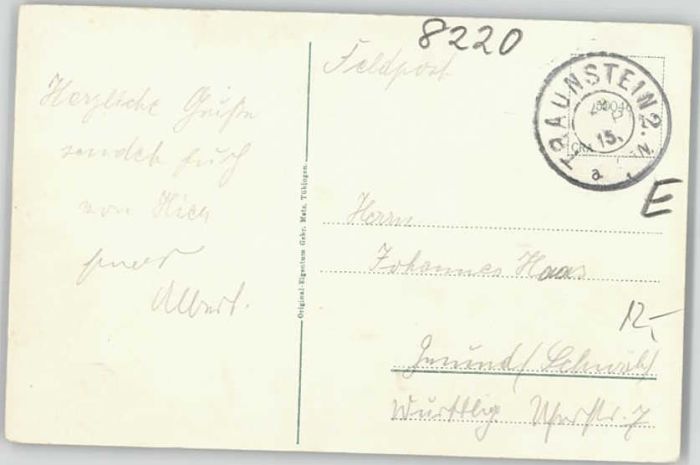 8220
Feldpost
TRAUNSTEIN 2.
15.
a
E
Herzliche Grüße
sendet Euch
von Hier
Euer
Albert.
Original-Eigentum Gebr. Metz, Tübingen.
Herrn
Johannes Haas
12,-
Gmünd / Schwäb /
Württbg.